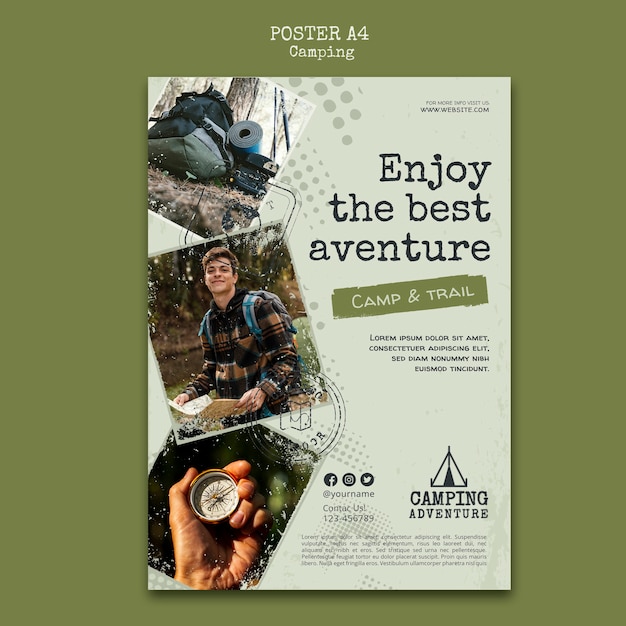 POSTER A4
Camping
FOR MORE INFO VISIT US
WWW.WEBSITE.COM
Enjoy
the best
aventure
CAMP & TRAIL
LOREM IPSUM DOLOR SIT AMET,
CONSECTETUER ADIPISCING ELIT,
SED DIAM NONUMMY NIBH
EUISMOD TINCIDUNT.
@yourname
Contac Us!
123-456789
CAMPING
ADVENTURE